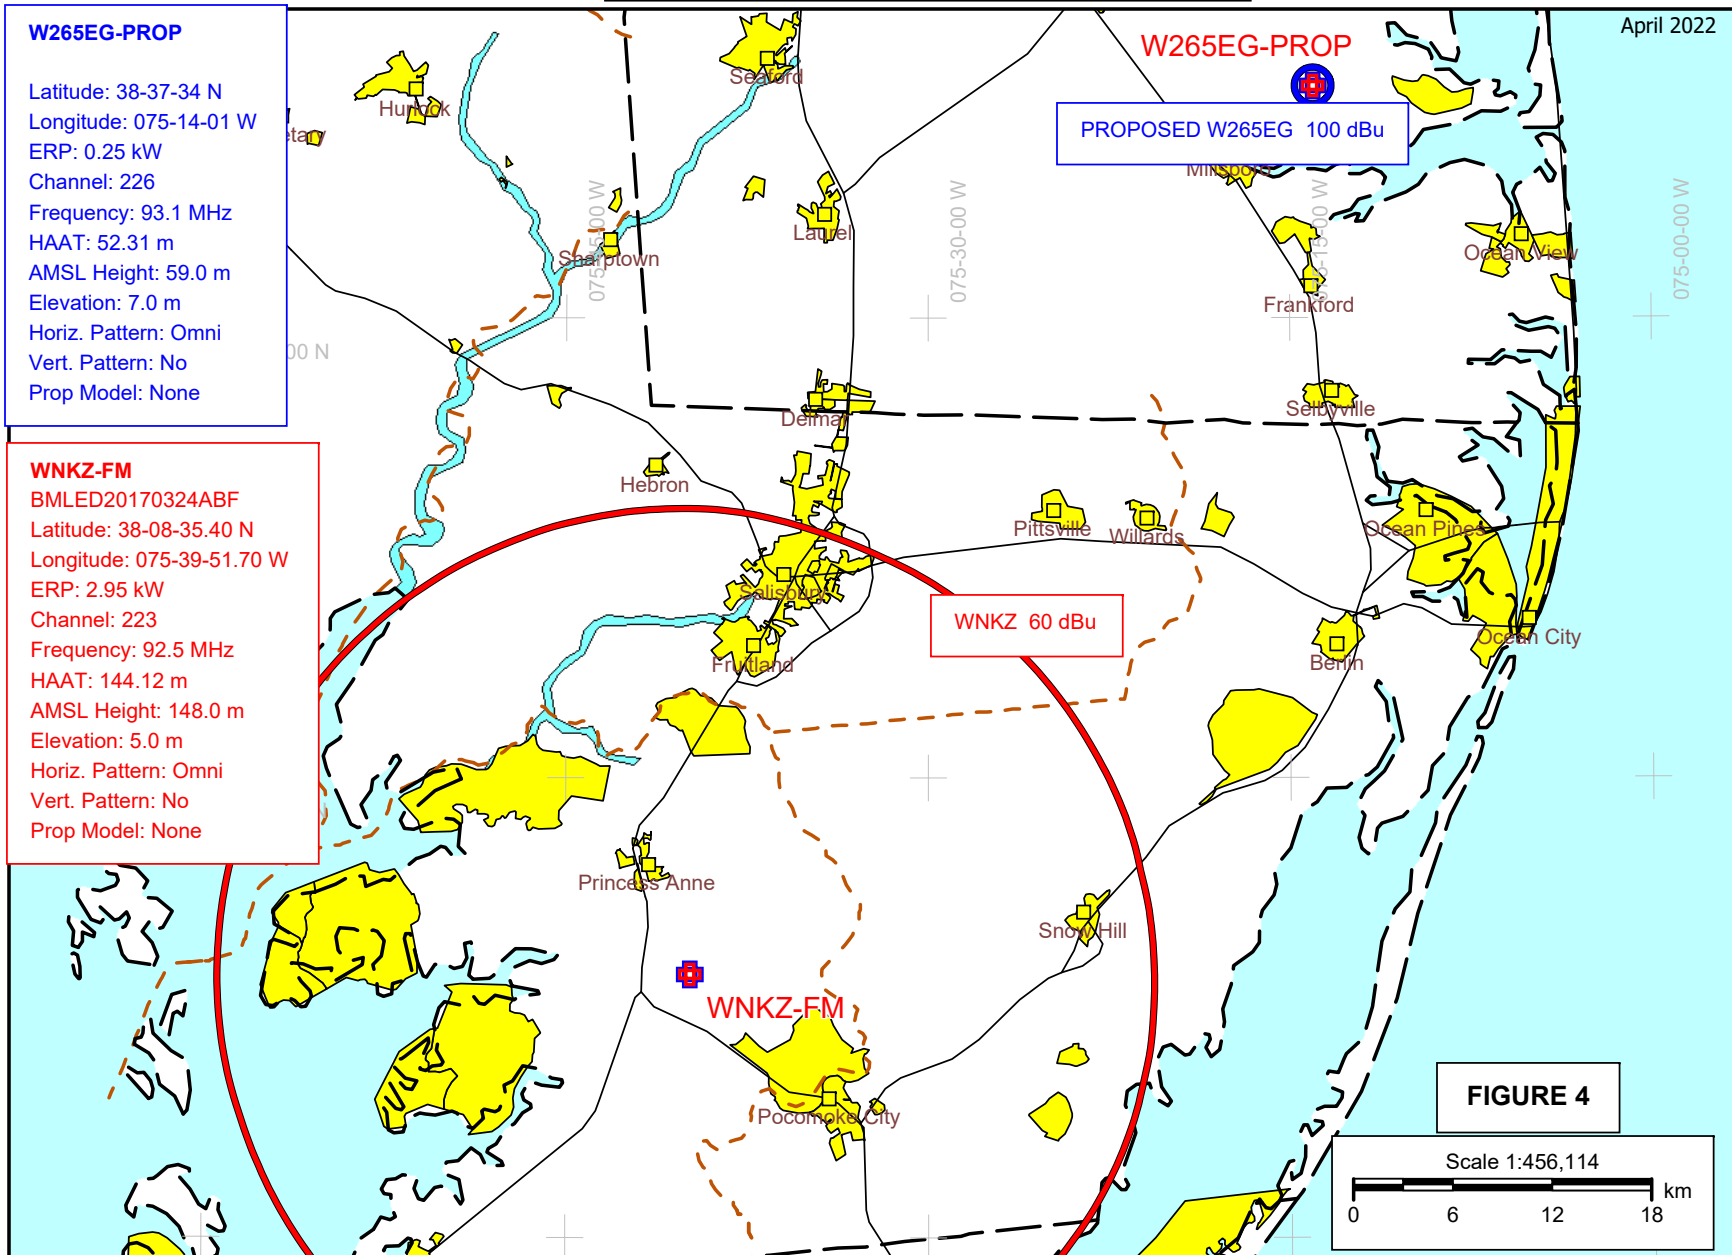 W265EG-PROP
Latitude: 38-37-34 N
Longitude: 075-14-01 W
ERP: 0.25 kW
Channel: 226
Frequency: 93.1 MHz
HAAT: 52.31 m
AMSL Height: 59.0 m
Elevation: 7.0 m
Horiz. Pattern: Omni
Vert. Pattern: No
Prop Model: None
WNKZ-FM
BMLED20170324ABF
Latitude: 38-08-35.40 N
Longitude: 075-39-51.70 W
ERP: 2.95 kW
Channel: 223
Frequency: 92.5 MHz
HAAT: 144.12 m
AMSL Height: 148.0 m
Elevation: 5.0 m
Horiz. Pattern: Omni
Vert. Pattern: No
Prop Model: None
April 2022
W265EG-PROP
PROPOSED W265EG 100 dBu
Seaford
Hurlock
etary
Millsboro
Laurel
Sharptown
Ocean View
Frankford
075-30-00 W
075-15-00 W
075-00-00 W
00 N
Delmar
Selbyville
Hebron
Pittsville
Willards
Ocean Pines
Salisbury
WNKZ 60 dBu
Fruitland
Berlin
Ocean City
Princess Anne
Snow Hill
WNKZ-FM
Pocomoke City
FIGURE 4
Scale 1:456,114
km
0 6 12 18